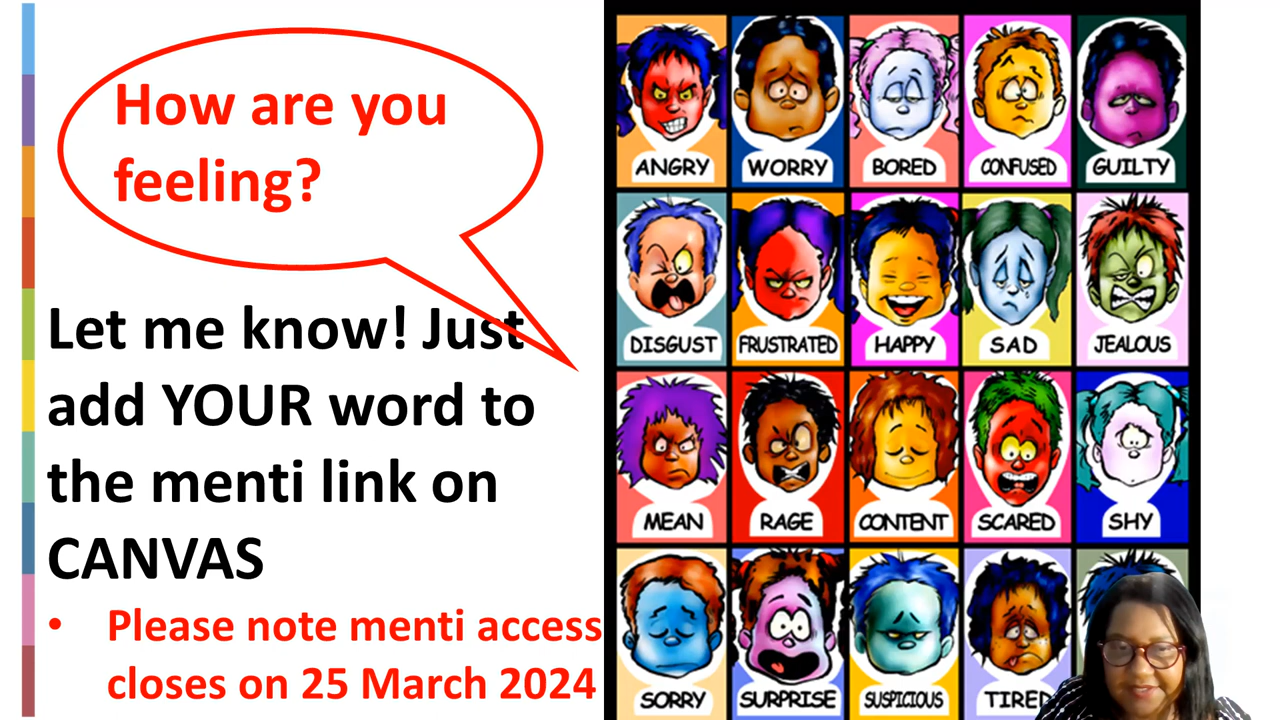 How are you
feeling?
Let me know! Just
add YOUR word to
the menti link on
CANVAS
• Please note menti access
closes on 25 March 2024
ANGRY WORRY BORED CONFUSED GUILTY
DISGUST FRUSTRATED HAPPY SAD JEALOUS
MEAN RAGE CONTENT SCARED SHY
SORRY SURPRISE SUSPICIOUS TIRED